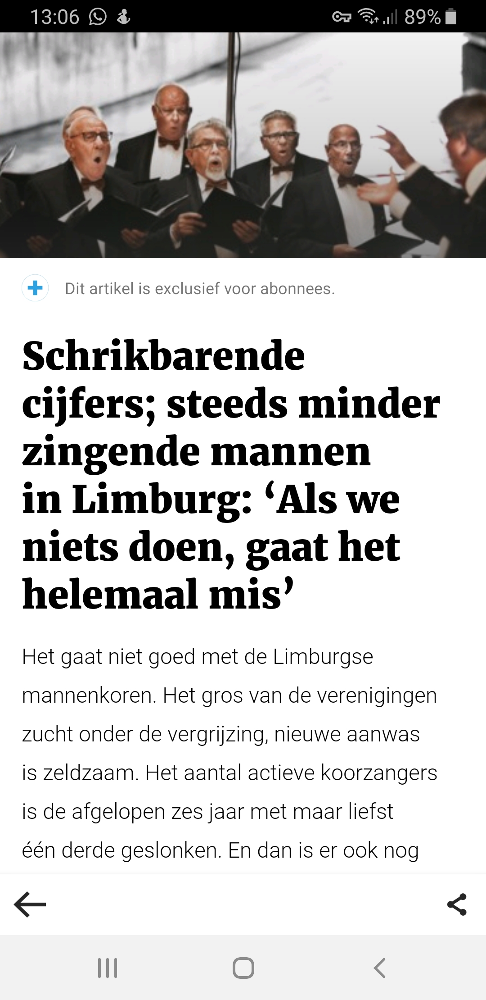 13:06
89%
Dit artikel is exclusief voor abonnees.
Schrikbarende
cijfers; steeds minder
zingende mannen
in Limburg: ‘Als we
niets doen, gaat het
helemaal mis’
Het gaat niet goed met de Limburgse
mannenkoren. Het gros van de verenigingen
zucht onder de vergrijzing, nieuwe aanwas
is zeldzaam. Het aantal actieve koorzangers
is de afgelopen zes jaar met maar liefst
één derde geslonken. En dan is er ook nog